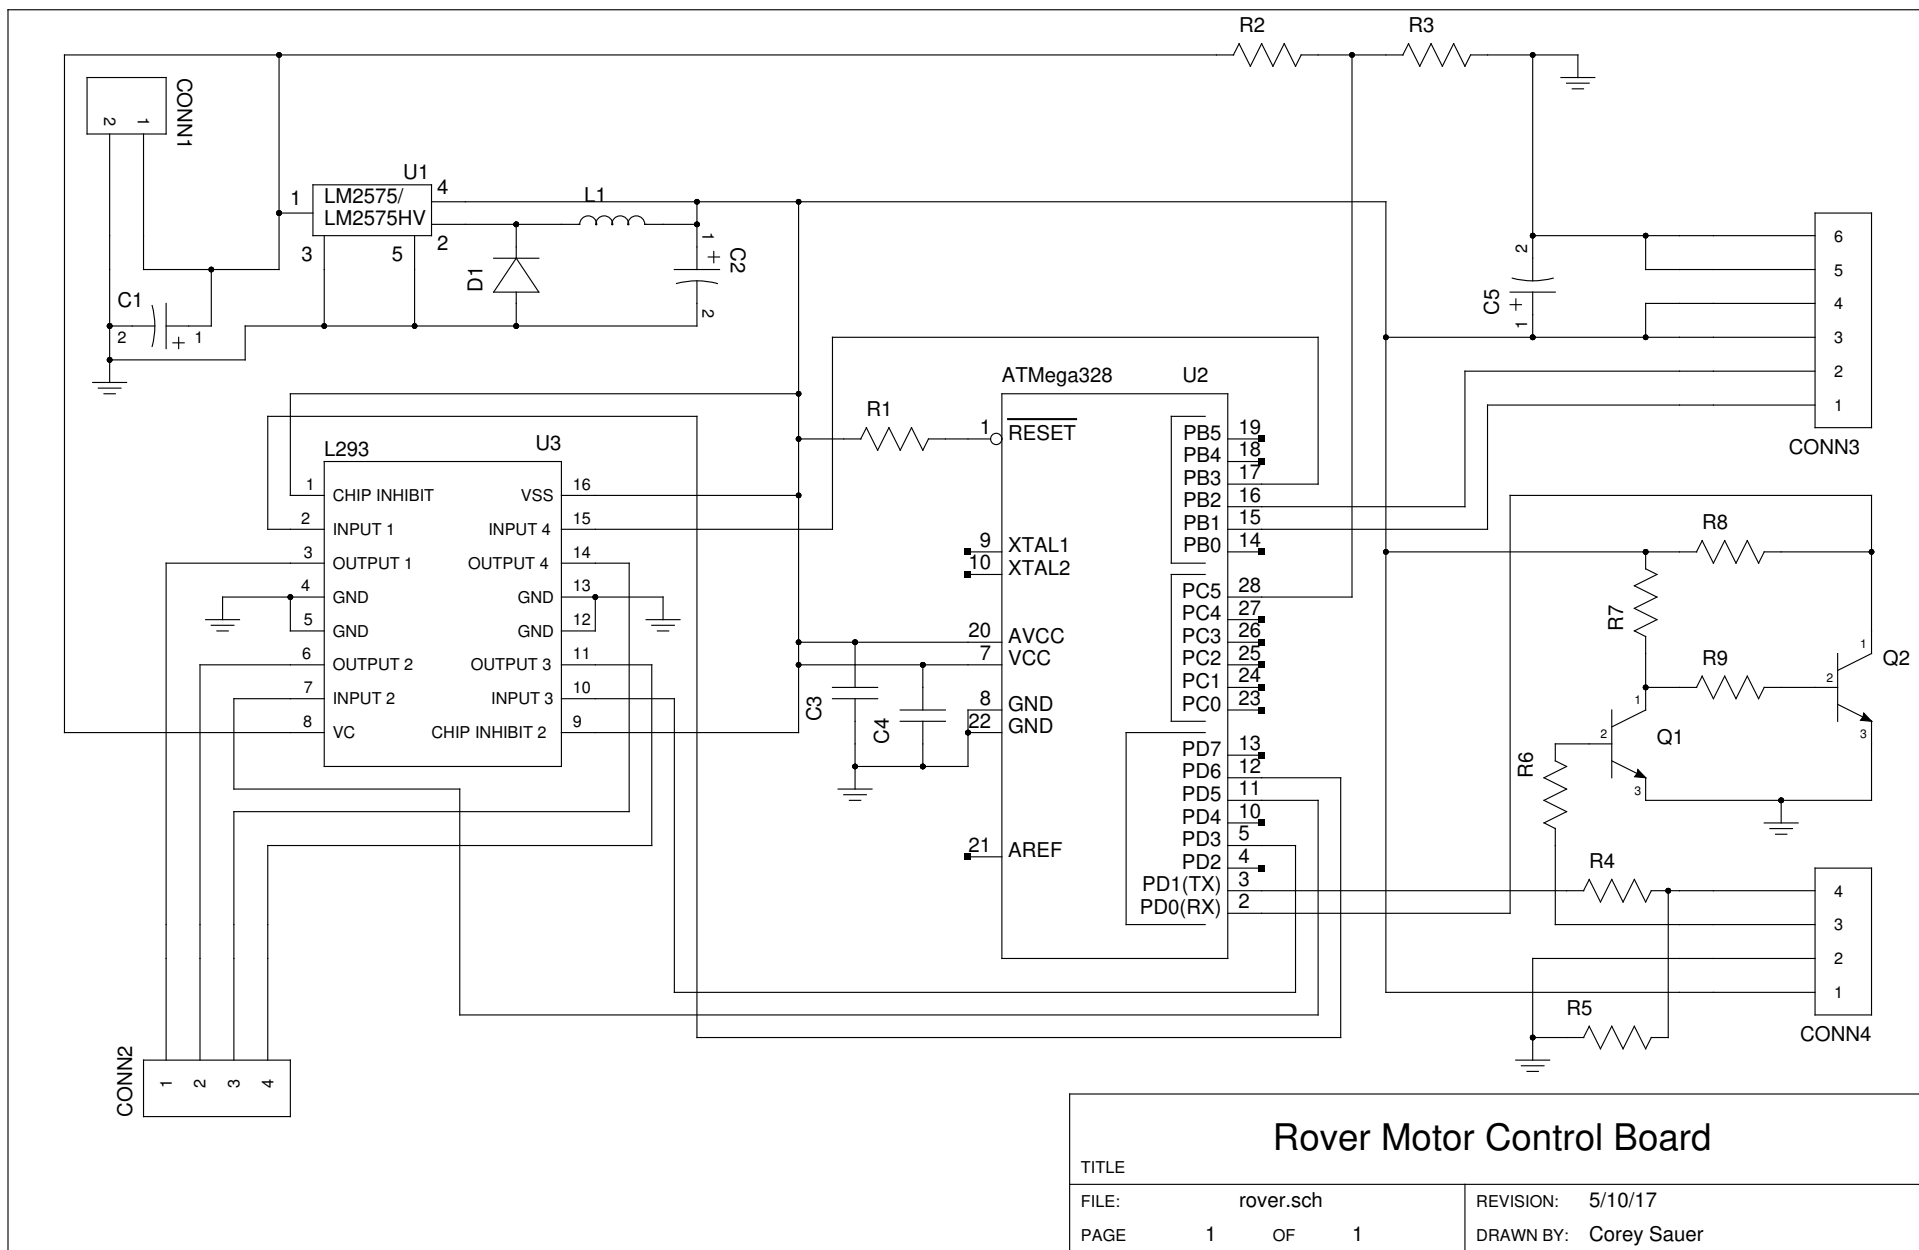 R2
R3
CONN1
2
1
U1
LM2575/
LM2575HV
1
4
2
3
5
L1
D1
1
+
C2
2
C1
2
+
1
2
C5
+
1
6
5
4
3
2
1
CONN3
ATMega328
U2
R1
1
RESET
9
XTAL1
10
XTAL2
20
AVCC
7
VCC
8
GND
22
GND
21
AREF
PB5
19
PB4
18
PB3
17
PB2
16
PB1
15
PB0
14
PC5
28
PC4
27
PC3
26
PC2
25
PC1
24
PC0
23
PD7
13
PD6
12
PD5
11
PD4
10
PD3
5
PD2
4
PD1(TX)
3
PD0(RX)
2
L293
U3
1
CHIP INHIBIT
VSS
16
2
INPUT 1
INPUT 4
15
3
OUTPUT 1
OUTPUT 4
14
4
GND
GND
13
5
GND
GND
12
6
OUTPUT 2
OUTPUT 3
11
7
INPUT 2
INPUT 3
10
8
VC
CHIP INHIBIT 2
9
C3
C4
R8
R7
R9
1
2
3
Q2
1
2
3
Q1
R6
R4
R5
4
3
2
1
CONN4
CONN2
1
2
3
4
Rover Motor Control Board
TITLE
FILE: rover.sch
REVISION: 5/10/17
PAGE 1 OF 1
DRAWN BY: Corey Sauer